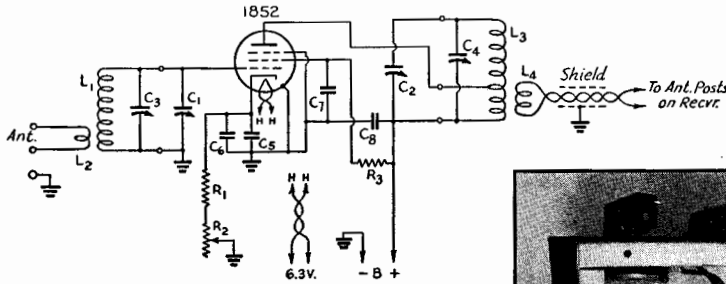 1852
L1
C3
C1
Ant.
L2
H H
C6
C5
R1
R2
H H
6.3V.
C7
C8
R3
- B +
C2
C4
L3
L4
Shield
To Ant. Posts
on Recvr.